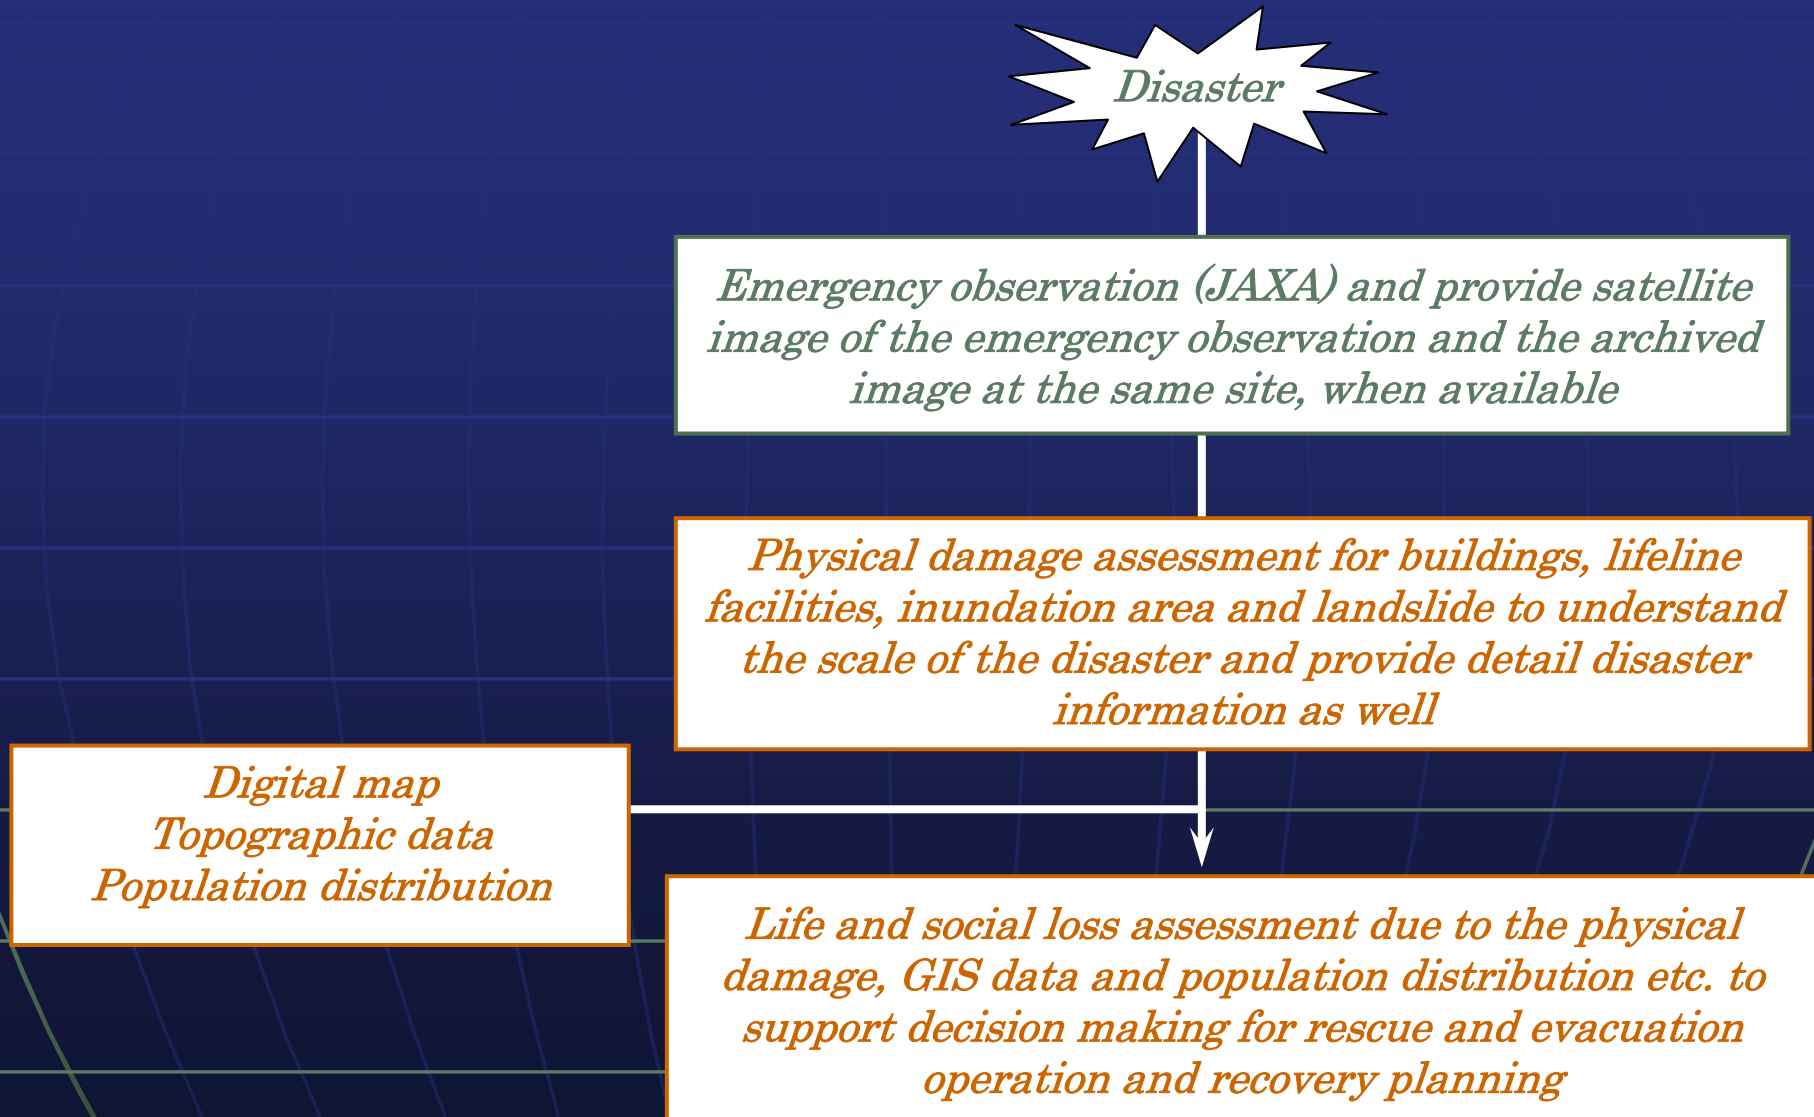 Disaster
Emergency observation (JAXA) and provide satellite
image of the emergency observation and the archived
image at the same site, when available
Physical damage assessment for buildings, lifeline
facilities, inundation area and landslide to understand
the scale of the disaster and provide detail disaster
information as well
Digital map
Topographic data
Population distribution
Life and social loss assessment due to the physical
damage, GIS data and population distribution etc. to
support decision making for rescue and evacuation
operation and recovery planning